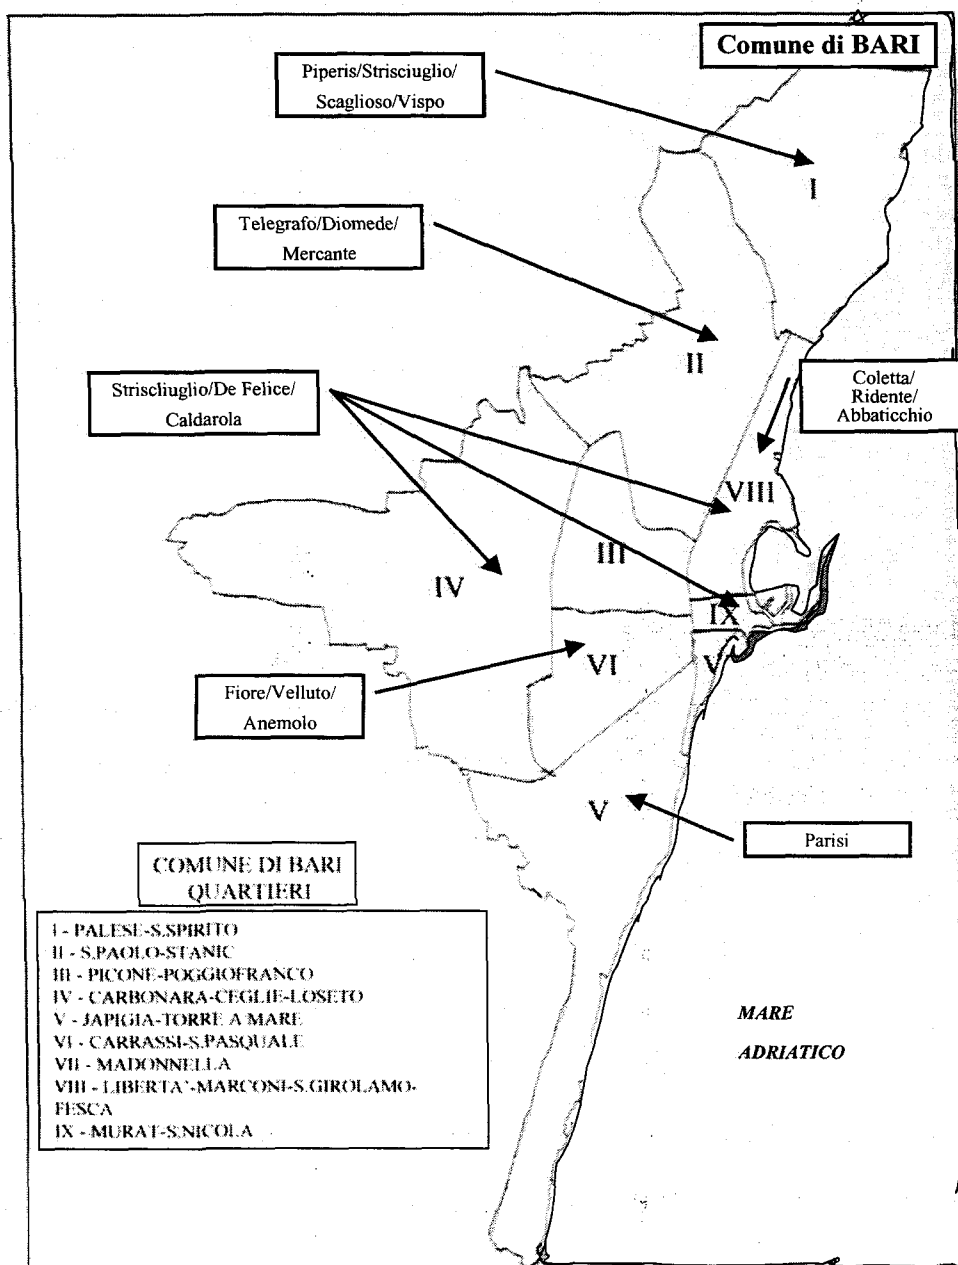 Comune di BARI
Piperis/Strisciuglio/
Scaglioso/Vispo
I
Telegrafo/Diomede/
Mercante
II
Strisciiuglio/De Felice/
Caldarola
Coletta/
Ridente/
Abbaticchio
VIII
III
IV
IX
VI
V
Fiore/Velluto/
Anemolo
V
Parisi
COMUNE DI BARI
QUARTIERI
I - PALESE-S.SPIRITO
II - S.PAOLO-STANIC
III - PICONE-POGGIOFRANCO
IV - CARBONARA-CEGLIE-LOSETO
V - JAPIGIA-TORRE A MARE
VI - CARRASSI-S.PASQUALE
VII - MADONNELLA
VIII - LIBERTA'-MARCONI-S.GIROLAMO-
FESCA
IX - MURAT-S.NICOLA
MARE
ADRIATICO